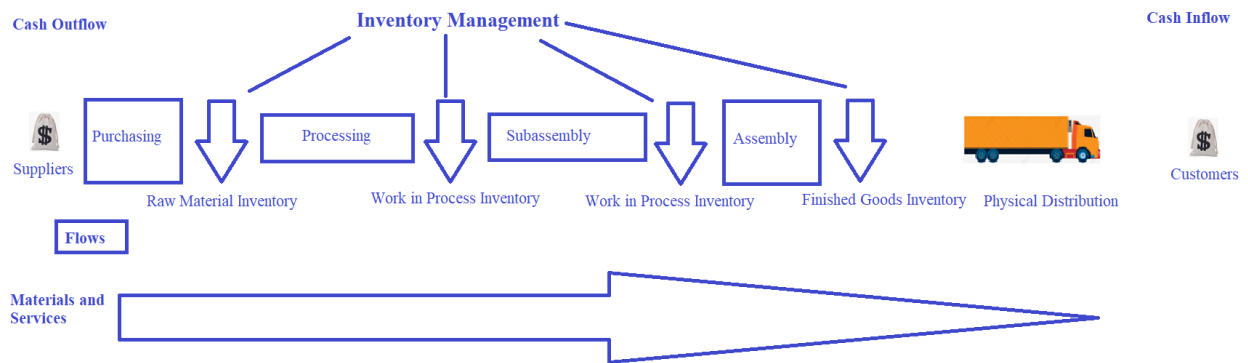 Cash Outflow
Inventory Management
Cash Inflow
Purchasing
Processing
Subassembly
Assembly
$
$
Suppliers
Customers
Raw Material Inventory
Work in Process Inventory
Work in Process Inventory
Finished Goods Inventory
Physical Distribution
Flows
Materials and
Services